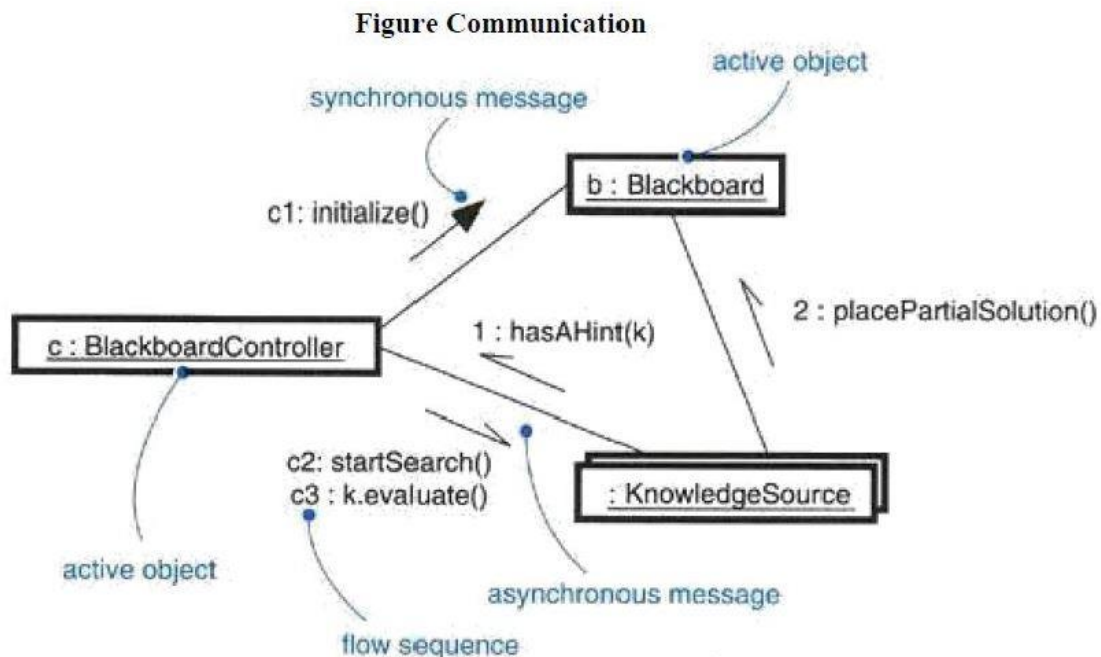 Figure Communication
active object
synchronous message
b : Blackboard
c1: initialize()
2 : placePartialSolution()
1 : hasAHint(k)
c : BlackboardController
c2: startSearch()
c3 : k.evaluate()
: KnowledgeSource
active object
asynchronous message
flow sequence